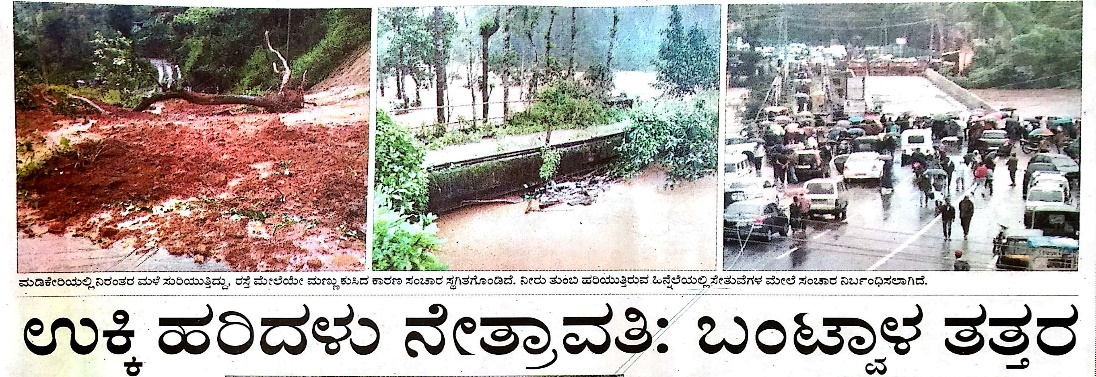 ಮಡಿಕೇರಿಯಲ್ಲಿ ನಿರಂತರ ಮಳೆ ಸುರಿಯುತ್ತಿದ್ದು, ರಸ್ತೆ ಮೇಲೆಯೇ ಮಣ್ಣು ಕುಸಿದ ಕಾರಣ ಸಂಚಾರ ಸ್ಥಗಿತಗೊಂಡಿದೆ. ನೀರು ತುಂಬಿ ಹರಿಯುತ್ತಿರುವ ಹಿನ್ನೆಲೆಯಲ್ಲಿ ಸೇತುವೆಗಳ ಮೇಲೆ ಸಂಚಾರ ನಿರ್ಬಂಧಿಸಲಾಗಿದೆ.
ಉಕ್ಕಿ ಹರಿದಳು ನೇತ್ರಾವತಿ: ಬಂಟ್ವಾಳ ತತ್ತರ